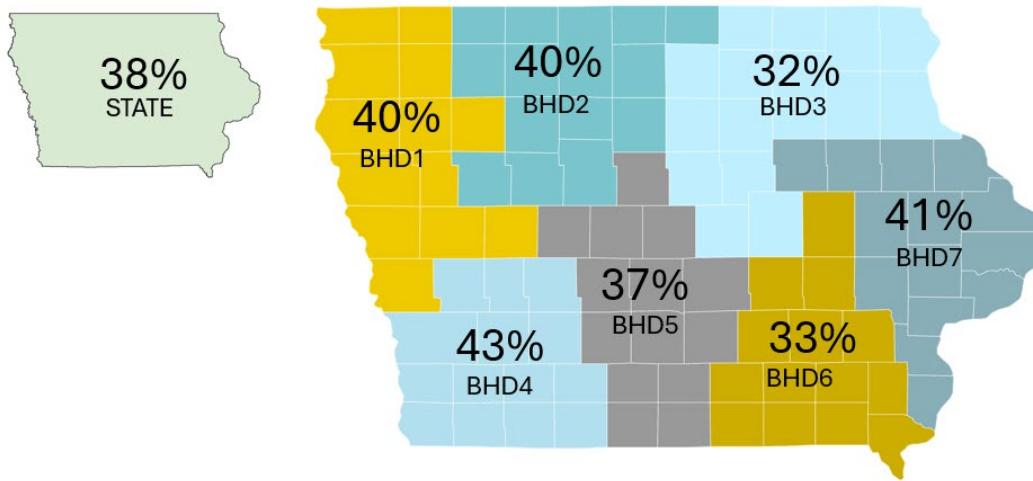 38%
STATE
40%
BHD1
40%
BHD2
32%
BHD3
43%
BHD4
37%
BHD5
33%
BHD6
41%
BHD7